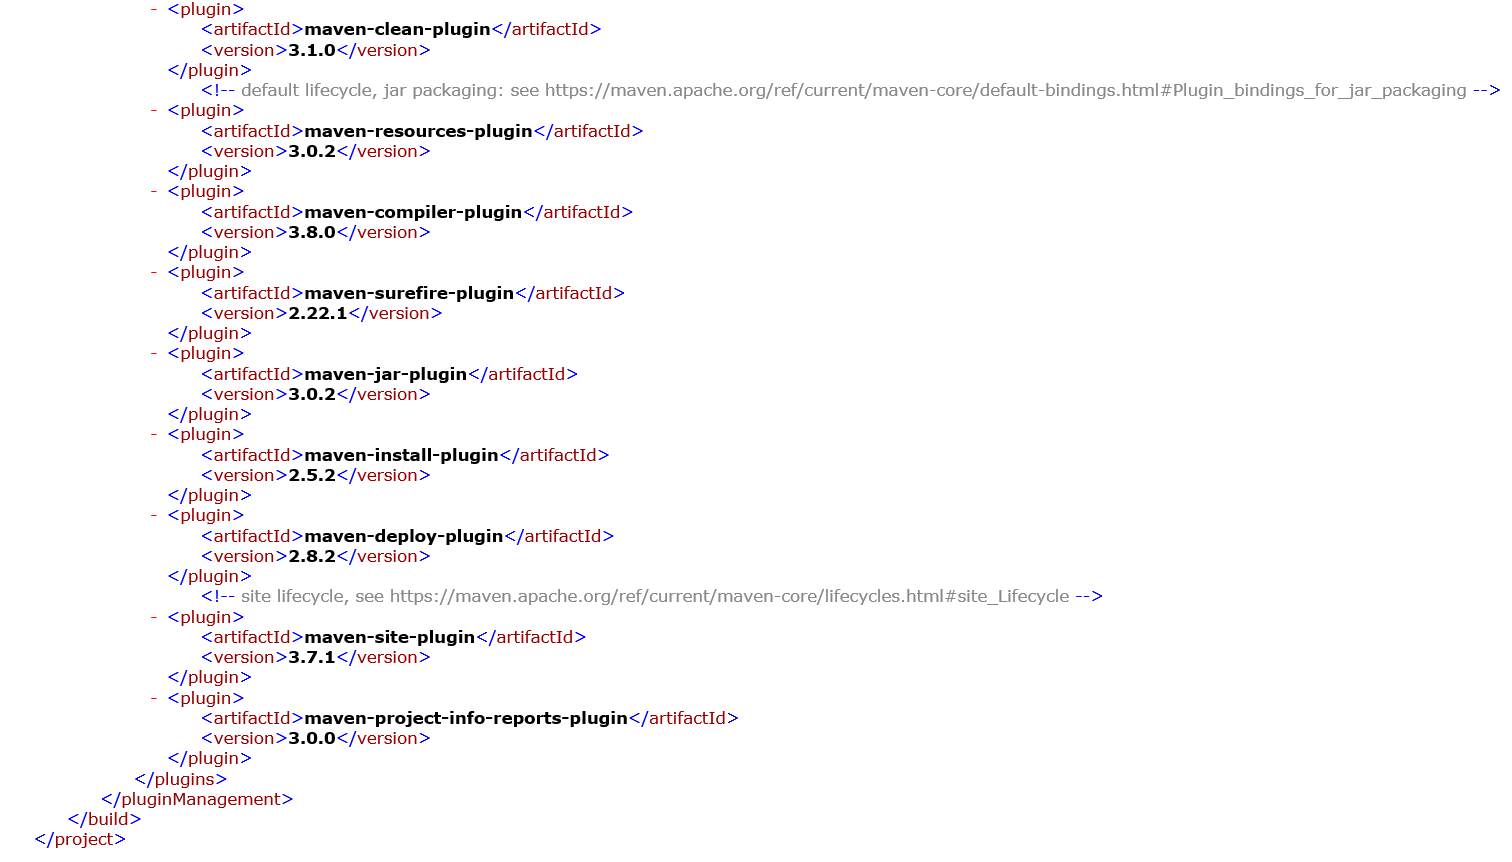 - <plugin>
<artifactId>maven-clean-plugin</artifactId>
<version>3.1.0</version>
</plugin>
<!-- default lifecycle, jar packaging: see https://maven.apache.org/ref/current/maven-core/default-bindings.html#Plugin_bindings_for_jar_packaging -->
- <plugin>
<artifactId>maven-resources-plugin</artifactId>
<version>3.0.2</version>
</plugin>
- <plugin>
<artifactId>maven-compiler-plugin</artifactId>
<version>3.8.0</version>
</plugin>
- <plugin>
<artifactId>maven-surefire-plugin</artifactId>
<version>2.22.1</version>
</plugin>
- <plugin>
<artifactId>maven-jar-plugin</artifactId>
<version>3.0.2</version>
</plugin>
- <plugin>
<artifactId>maven-install-plugin</artifactId>
<version>2.5.2</version>
</plugin>
- <plugin>
<artifactId>maven-deploy-plugin</artifactId>
<version>2.8.2</version>
</plugin>
<!-- site lifecycle, see https://maven.apache.org/ref/current/maven-core/lifecycles.html#site_Lifecycle -->
- <plugin>
<artifactId>maven-site-plugin</artifactId>
<version>3.7.1</version>
</plugin>
- <plugin>
<artifactId>maven-project-info-reports-plugin</artifactId>
<version>3.0.0</version>
</plugin>
</plugins>
</pluginManagement>
</build>
</project>